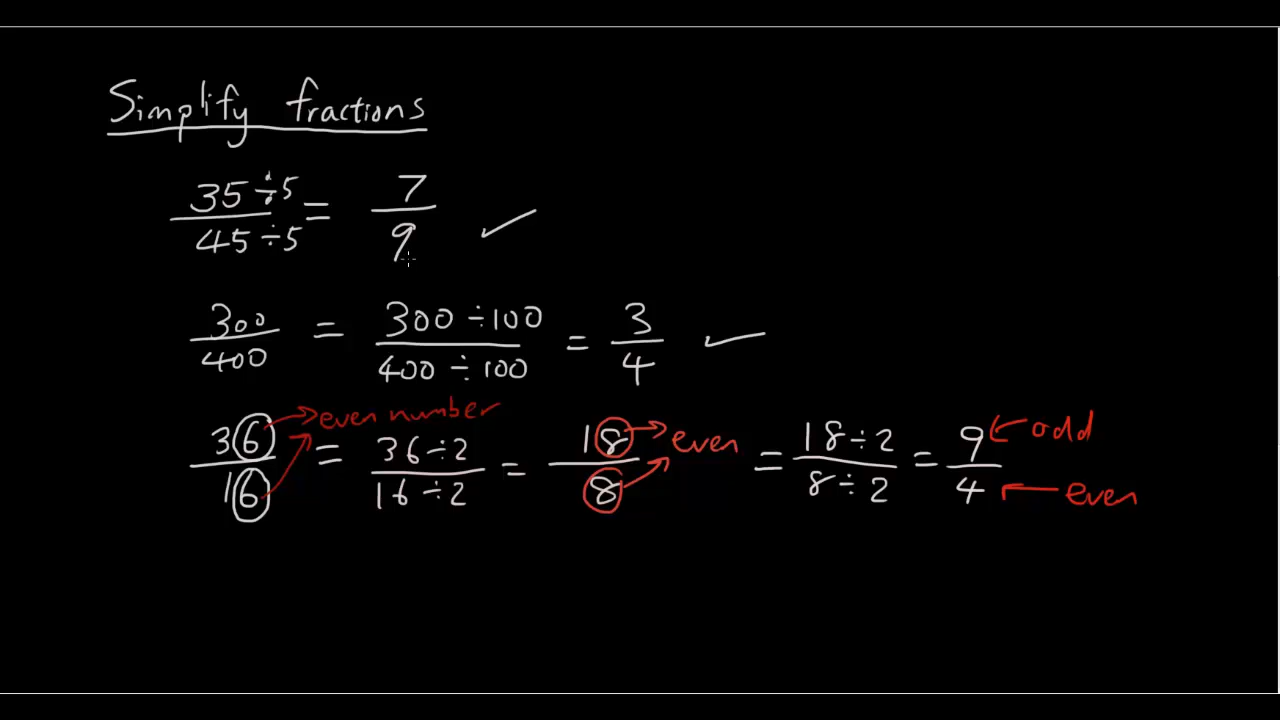 Simplify fractions
35 ÷5 / 45 ÷5 = 7 / 9 ✓
300 / 400 = 300 ÷ 100 / 400 ÷ 100 = 3 / 4 ✓
36 / 16 → even number = 36 ÷ 2 / 16 ÷ 2 = 18 / 8 → even = 18 ÷ 2 / 8 ÷ 2 = 9 ← odd / 4 ← even